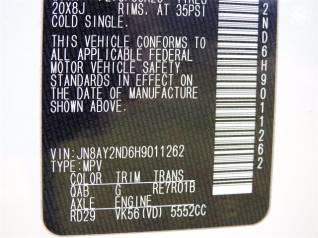 20X8J RIMS. AT 35PSI
COLD SINGLE.
THIS VEHICLE CONFORMS TO
ALL APPLICABLE FEDERAL
MOTOR VEHICLE SAFETY
STANDARDS IN EFFECT ON
THE DATE OF MANUFACTURE
SHOWN ABOVE.
VIN:JN8AY2ND6H9011262
TYPE:MPV
COLOR TRIM TRANS
QAB G RE7R01B
AXLE ENGINE
RD29 VK56(VD) 5552CC
2ND6H9011262